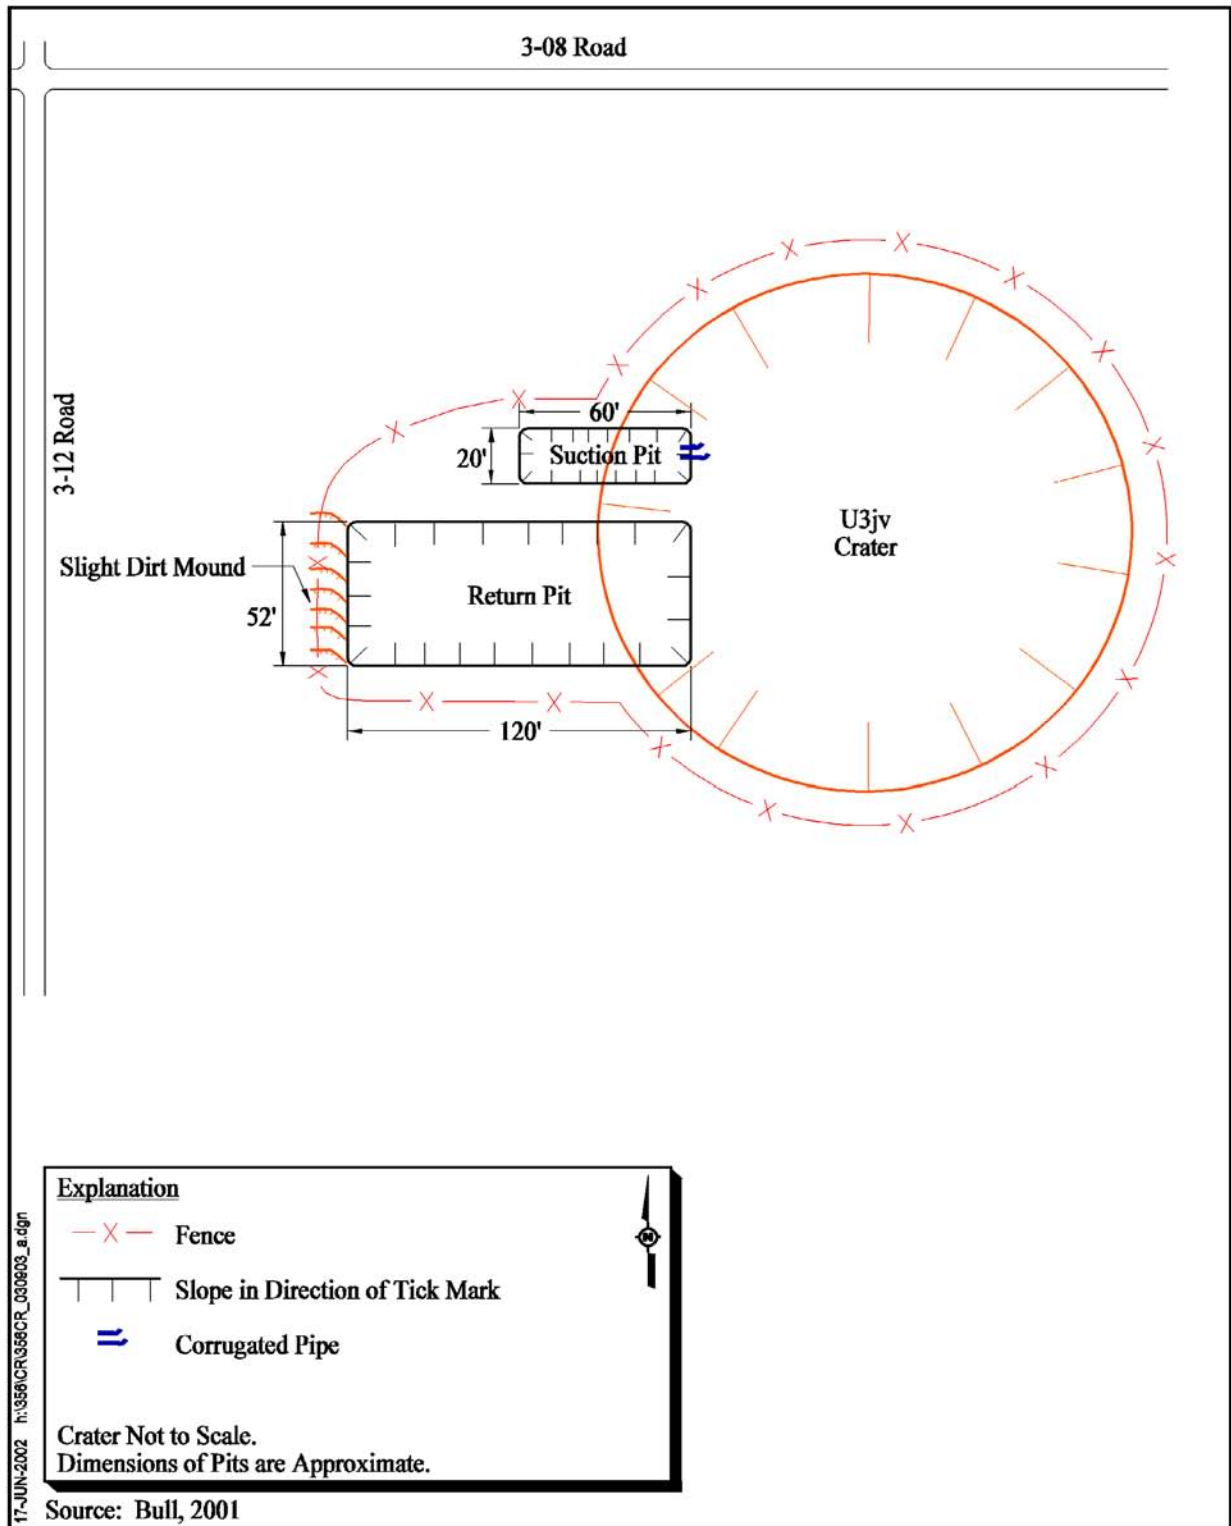 3-08 Road
3-12 Road
60'
20'
Suction Pit
U3jv
Crater
Slight Dirt Mound
52'
Return Pit
120'
Explanation
X Fence
N
Slope in Direction of Tick Mark
Corrugated Pipe
Crater Not to Scale.
Dimensions of Pits are Approximate.
17-JUN-2002 h:\356\CR\356CR_030903_a.dgn
Source: Bull, 2001